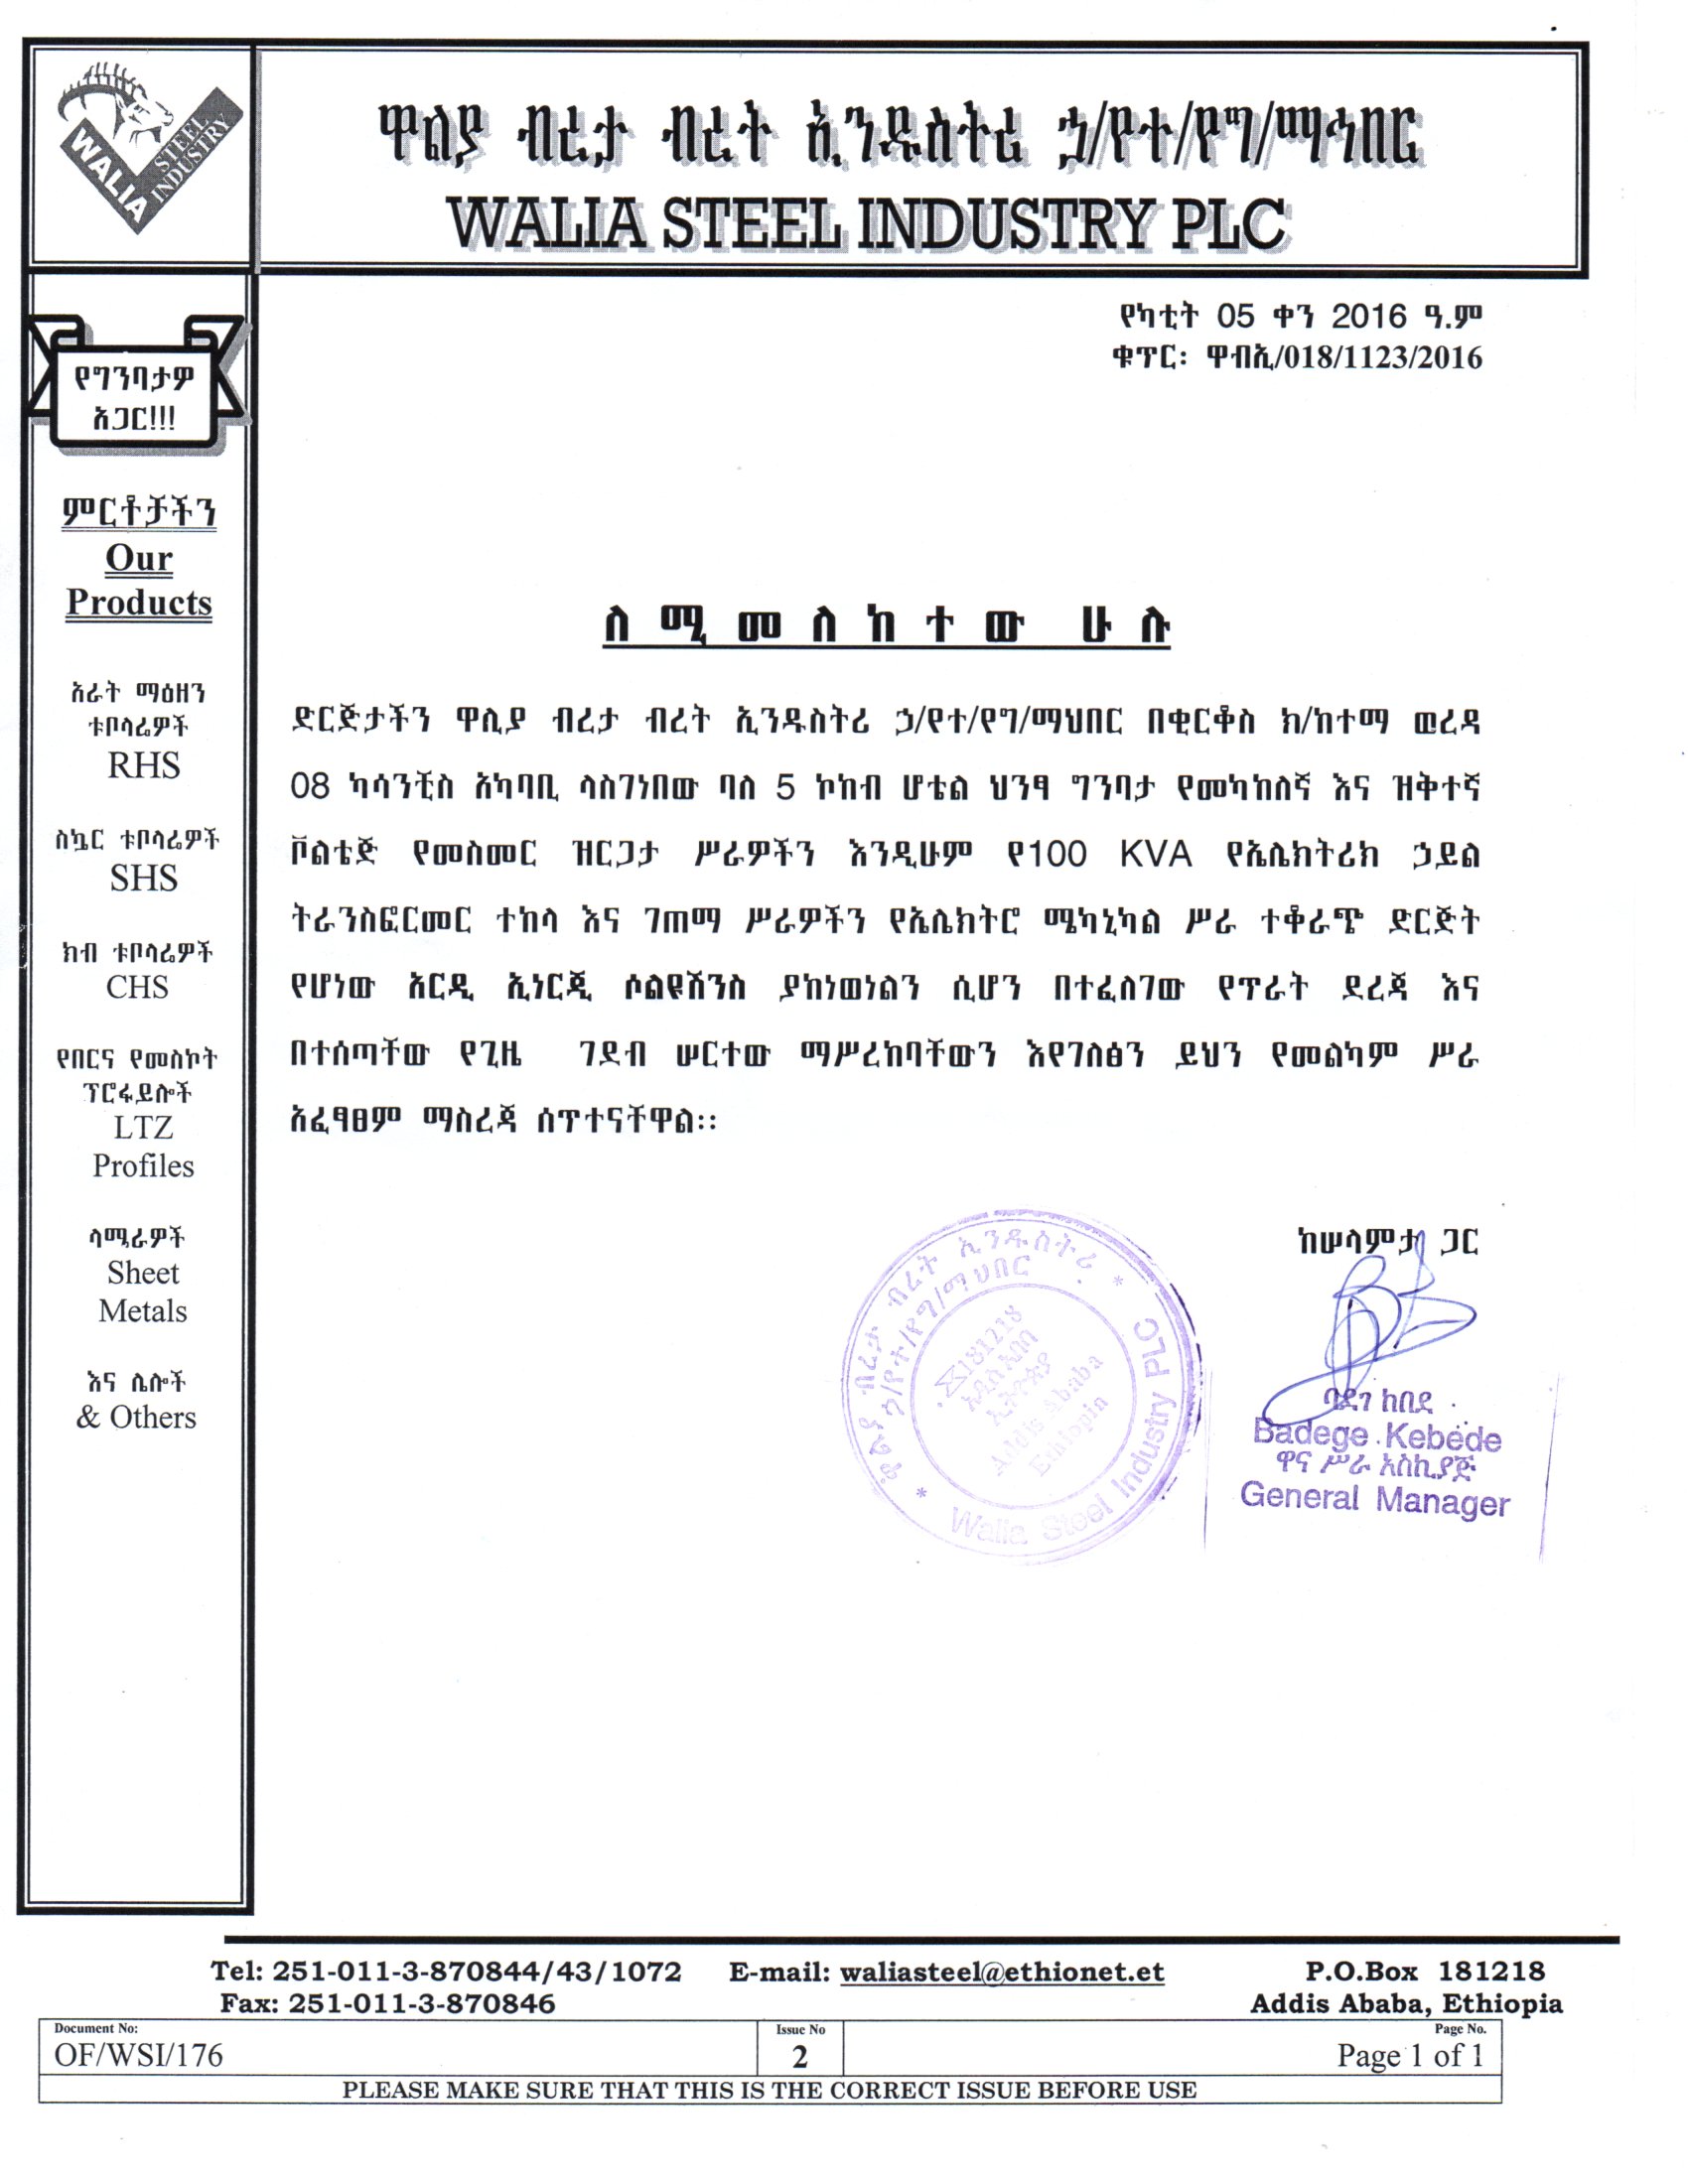 WALIA
STEEL
INDUSTRY
ዋልያ ብረታ ብረት ኢንዱስትሪ ኃ/የተ/የግ/ማኅበር
WALIA STEEL INDUSTRY PLC
የካቲት 05 ቀን 2016 ዓ.ም
ቁጥር፡ ዋብኢ/018/1123/2016
የግንባታዎ
አጋር!!!
ምርቶቻችን
Our
Products
አራት ማዕዘን
ቱቦላሬዎች
RHS
ስኳር ቱቦላሬዎች
SHS
ክብ ቱቦላሬዎች
CHS
የበርና የመስኮት
ፕሮፋይሎች
LTZ
Profiles
ላሜራዎች
Sheet
Metals
እና ሌሎች
& Others
ለሚመለከተው ሁሉ
ድርጅታችን ዋሊያ ብረታ ብረት ኢንዱስትሪ ኃ/የተ/የግ/ማህበር በቂርቆስ ክ/ከተማ ወረዳ
08 ካሳንቺስ አካባቢ ላስገነበው ባለ 5 ኮከብ ሆቴል ህንፃ ግንባታ የመካከለኛ እና ዝቅተኛ
ቮልቴጅ የመስመር ዝርጋታ ሥራዎችን እንዲሁም የ100 KVA የኤሌክትሪክ ኃይል
ትራንስፎርመር ተከላ እና ገጠማ ሥራዎችን የኤሌክትሮ ሜካኒካል ሥራ ተቆራጭ ድርጅት
የሆነው አርዲ ኢነርጂ ሶልዩሽንስ ያከነወነልን ሲሆን በተፈለገው የጥራት ደረጃ እና
በተሰጣቸው የጊዜ ገደብ ሠርተው ማሥረከባቸውን እየገለፅን ይህን የመልካም ሥራ
አፈፃፀም ማስረጃ ሰጥተናቸዋል፡፡
ከሠላምታ ጋር
ዋልያ ብረታ ብረት ኢንዱስትሪ
ኃ/የተ/የግ/ማህበር
181218
አዲስ አበባ
ኢትዮጵያ
Addis Ababa
Ethiopia
Walia Steel Industry PLC
ባደገ ከበደ
Badege Kebede
ዋና ሥራ አስኪያጅ
General Manager
Tel: 251-011-3-870844/43/1072 E-mail: waliasteel@ethionet.et P.O.Box 181218
Fax: 251-011-3-870846 Addis Ababa, Ethiopia
Document No: Issue No Page No.
OF/WSI/176 2 Page 1 of 1
PLEASE MAKE SURE THAT THIS IS THE CORRECT ISSUE BEFORE USE